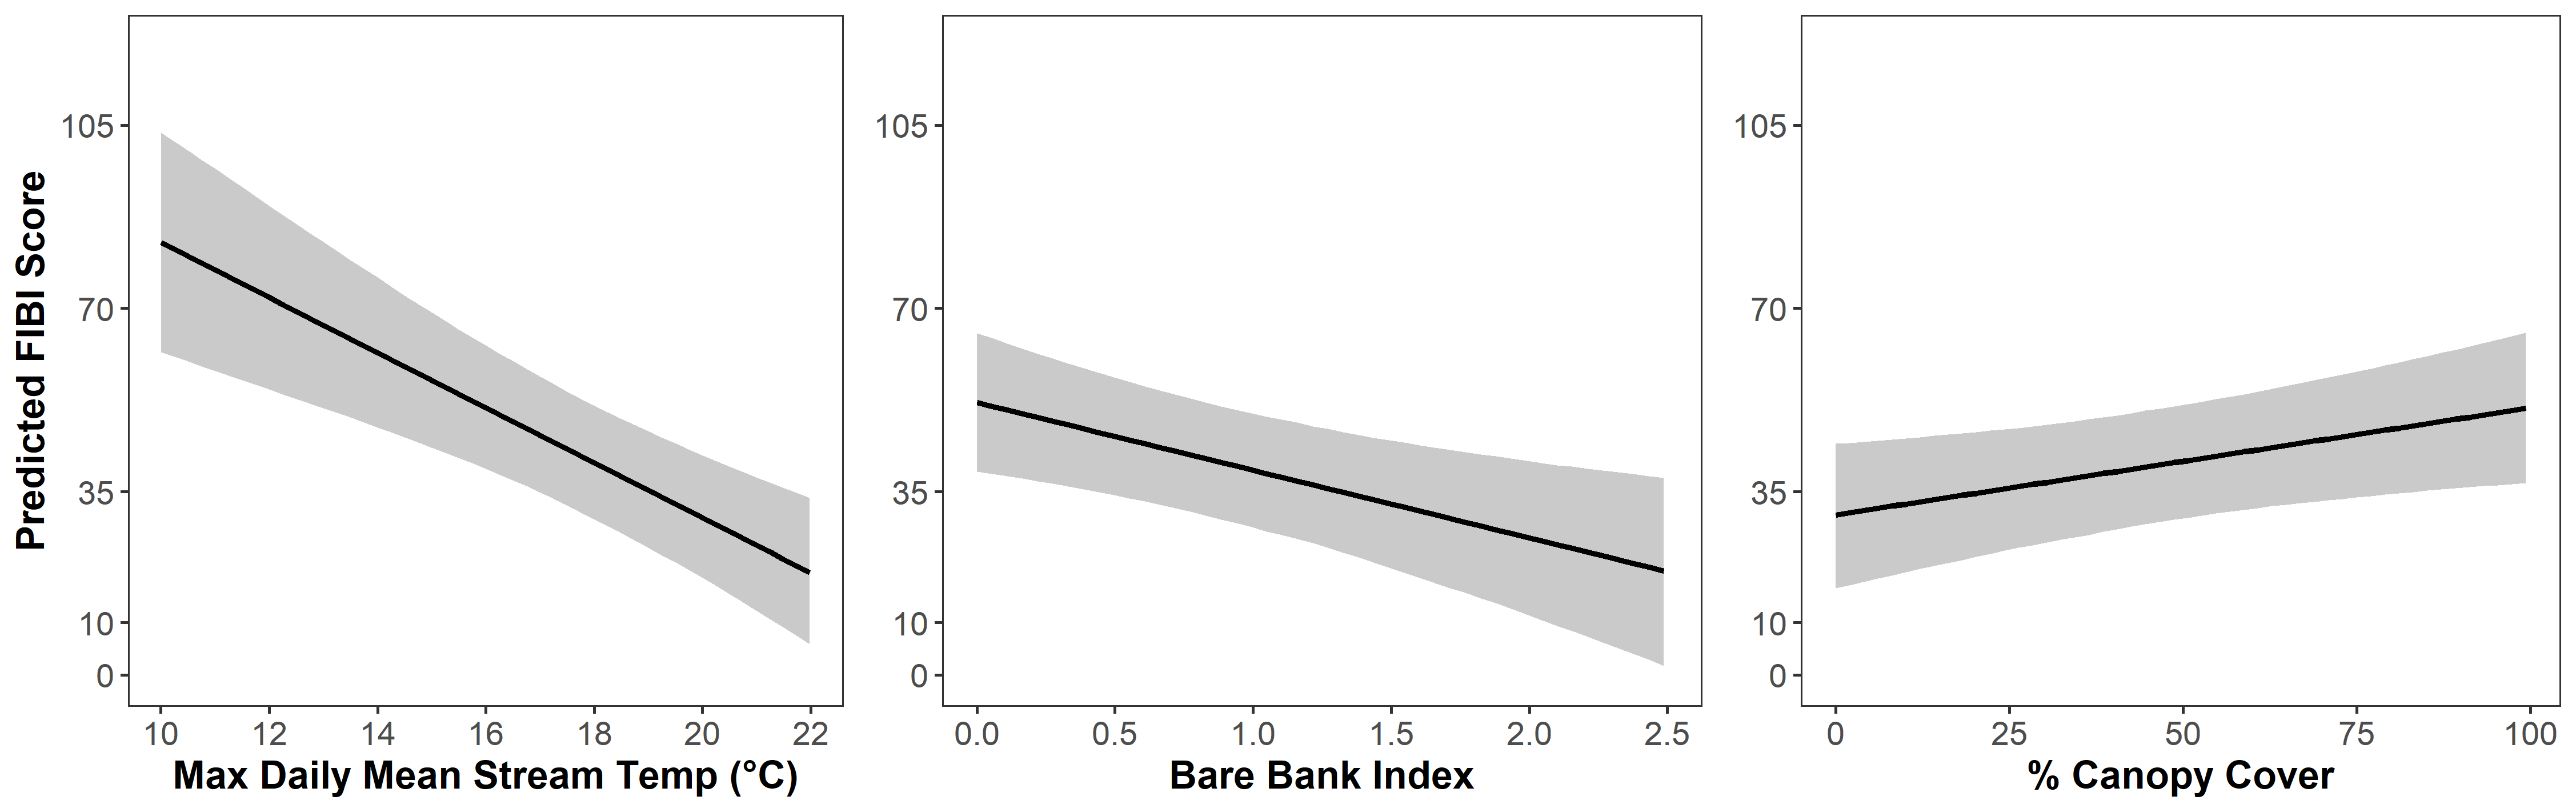 Predicted FIBI Score
105
70
35
10
0
10 12 14 16 18 20 22
Max Daily Mean Stream Temp (°C)
105
70
35
10
0
0.0 0.5 1.0 1.5 2.0 2.5
Bare Bank Index
105
70
35
10
0
0 25 50 75 100
% Canopy Cover